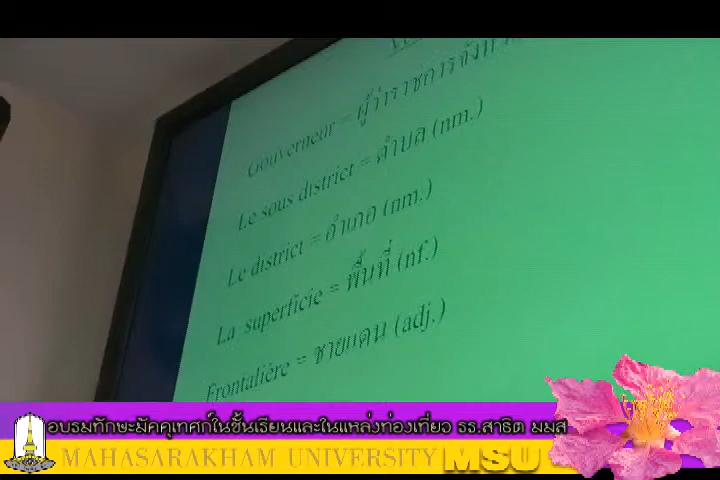 Gouverneur = ผู้ว่าราชการจังหวัด
Le sous district = ตำบล (nm.)
Le district = อำเภอ (nm.)
La superficie = พื้นที่ (nf.)
Frontalière = ชายแดน (adj.)
อบรมทักษะมัคคุเทศก์ในชั้นเรียนและในแหล่งท่องเที่ยว รร.สาธิต มมส
MAHASARAKHAM UNIVERSITY MSU